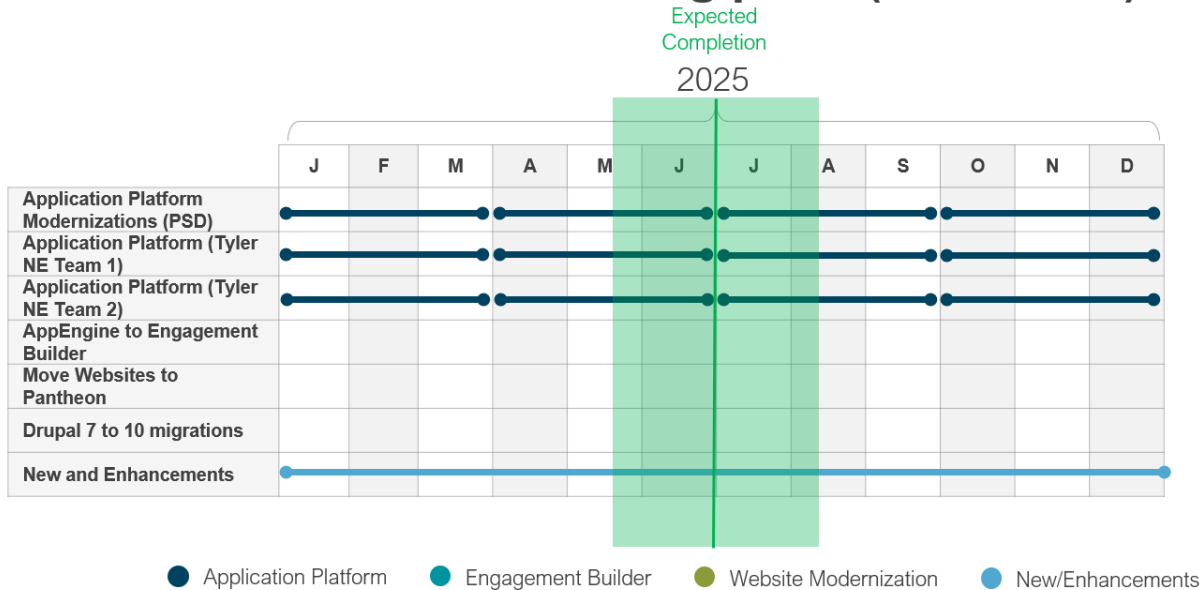 Expected
Completion
2025
J F M A M J J A S O N D
Application Platform
Modernizations (PSD)
Application Platform (Tyler
NE Team 1)
Application Platform (Tyler
NE Team 2)
AppEngine to Engagement
Builder
Move Websites to
Pantheon
Drupal 7 to 10 migrations
New and Enhancements
Application Platform Engagement Builder Website Modernization New/Enhancements